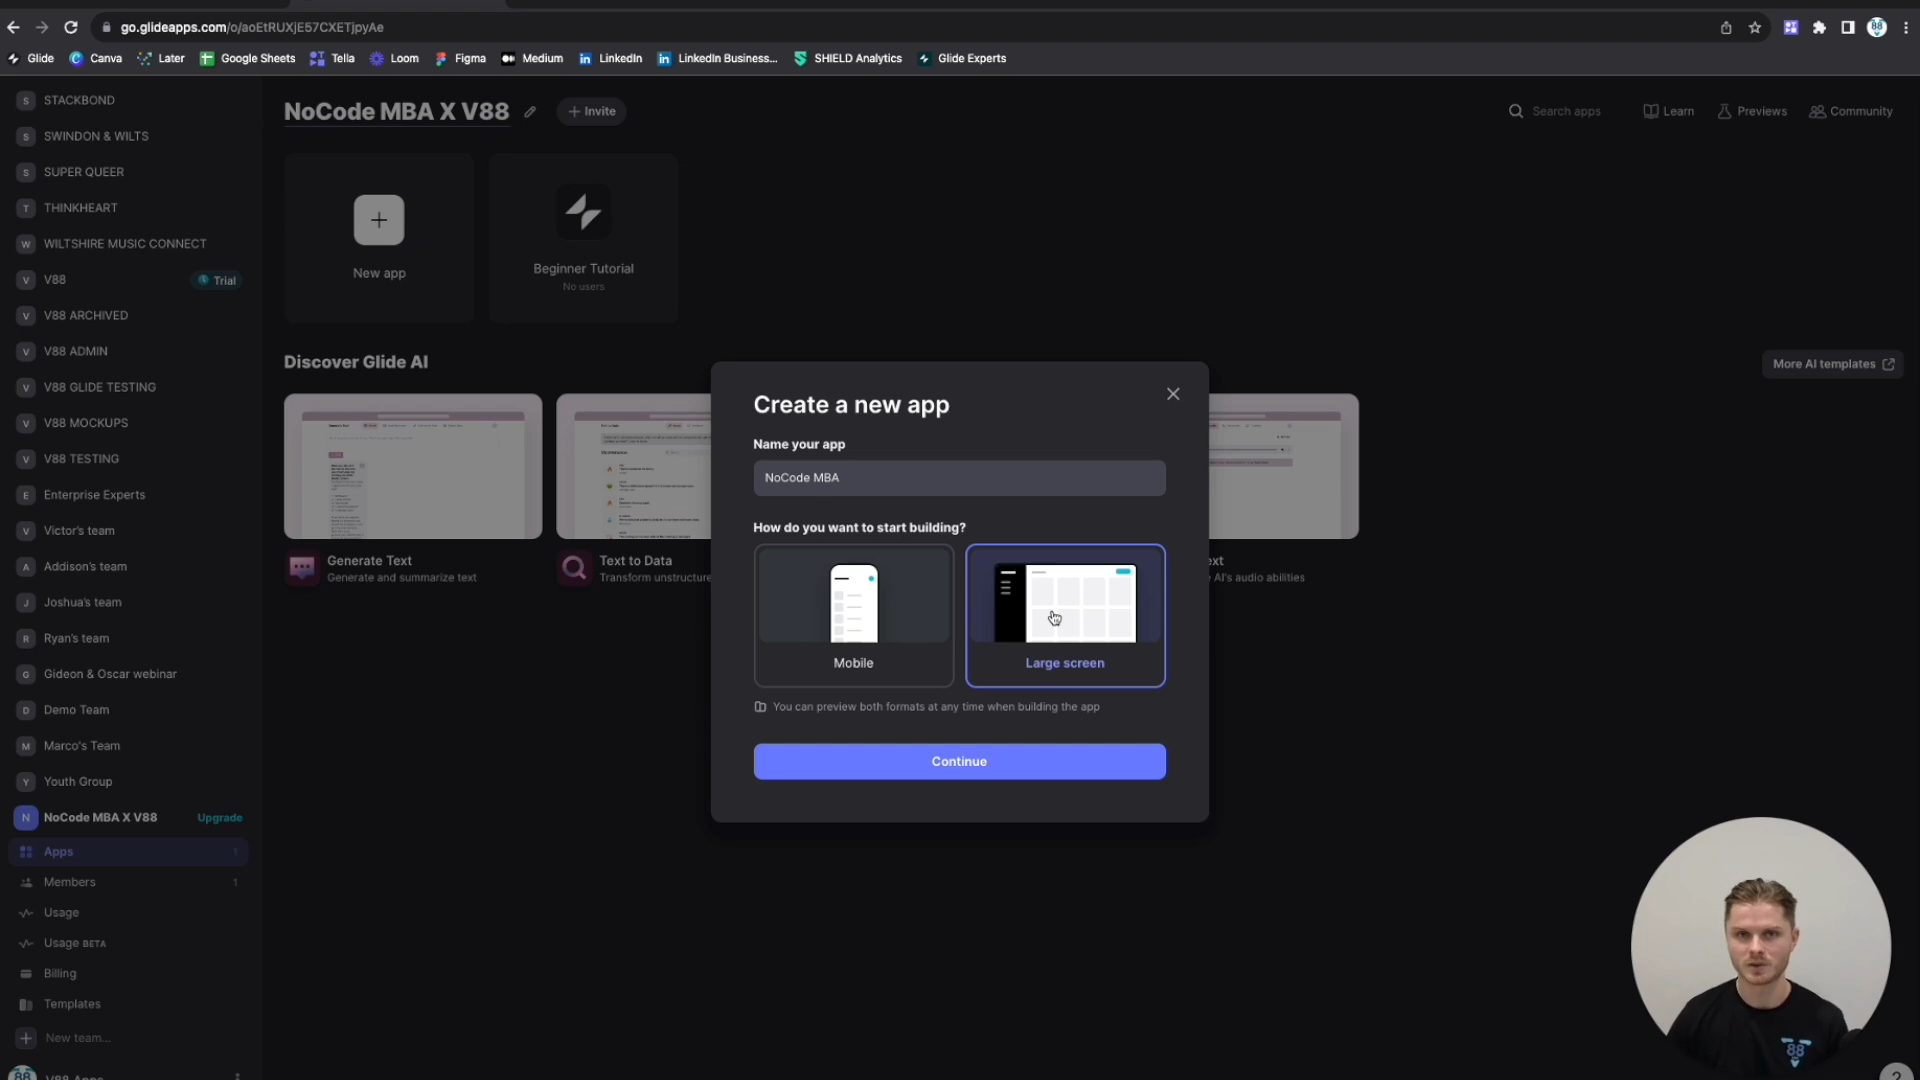 go.glideapps.com/o/aoEtRUXjE57CXETjpyAe
Glide
Canva
Later
Google Sheets
Tella
Loom
Figma
Medium
LinkedIn
LinkedIn Business...
SHIELD Analytics
Glide Experts
S STACKBOND
S SWINDON & WILTS
S SUPER QUEER
T THINKHEART
W WILTSHIRE MUSIC CONNECT
V V88 Trial
V V88 ARCHIVED
V V88 ADMIN
V V88 GLIDE TESTING
V V88 MOCKUPS
V V88 TESTING
E Enterprise Experts
V Victor's team
A Addison's team
J Joshua's team
R Ryan's team
G Gideon & Oscar webinar
D Demo Team
M Marco's Team
Y Youth Group
N NoCode MBA X V88 Upgrade
Apps 1
Members 1
Usage
Usage BETA
Billing
Templates
New team...
88 V88 Apps
NoCode MBA X V88
Invite
Search apps
Learn
Previews
Community
New app
Beginner Tutorial
No users
Discover Glide AI
More AI templates
Generate Text
Generate and summarize text
Text to Data
Transform unstructure
ext
AI's audio abilities
Create a new app
Name your app
NoCode MBA
How do you want to start building?
Mobile
Large screen
You can preview both formats at any time when building the app
Continue
88
?